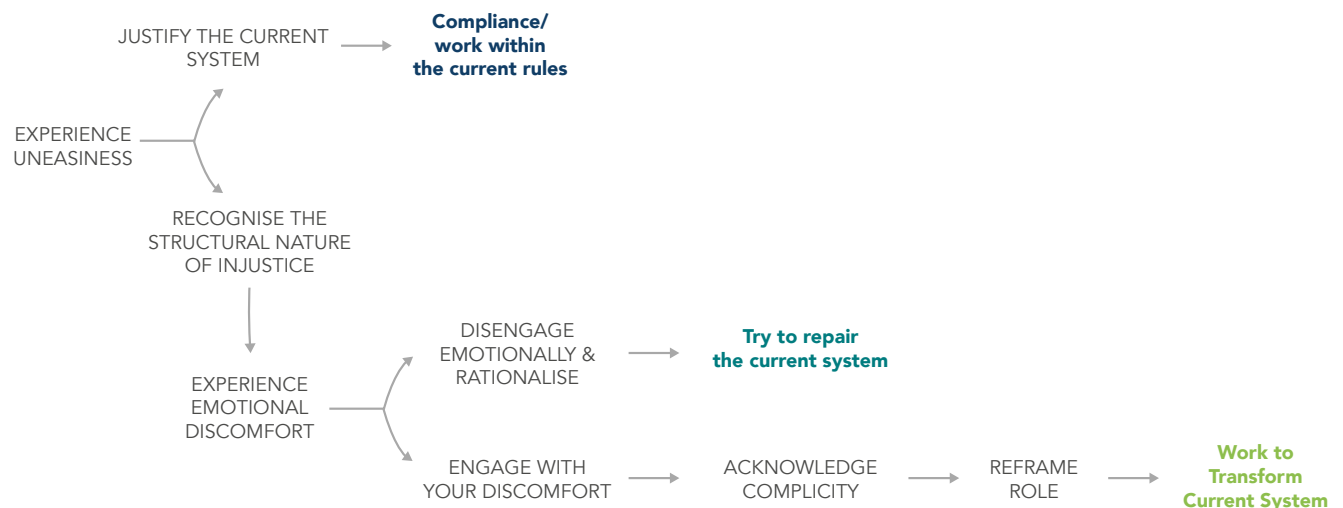 JUSTIFY THE CURRENT
SYSTEM
Compliance/
work within
the current rules
EXPERIENCE
UNEASINESS
RECOGNISE THE
STRUCTURAL NATURE
OF INJUSTICE
DISENGAGE
EMOTIONALLY &
RATIONALISE
Try to repair
the current system
EXPERIENCE
EMOTIONAL
DISCOMFORT
ENGAGE WITH
YOUR DISCOMFORT
ACKNOWLEDGE
COMPLICITY
REFRAME
ROLE
Work to
Transform
Current System